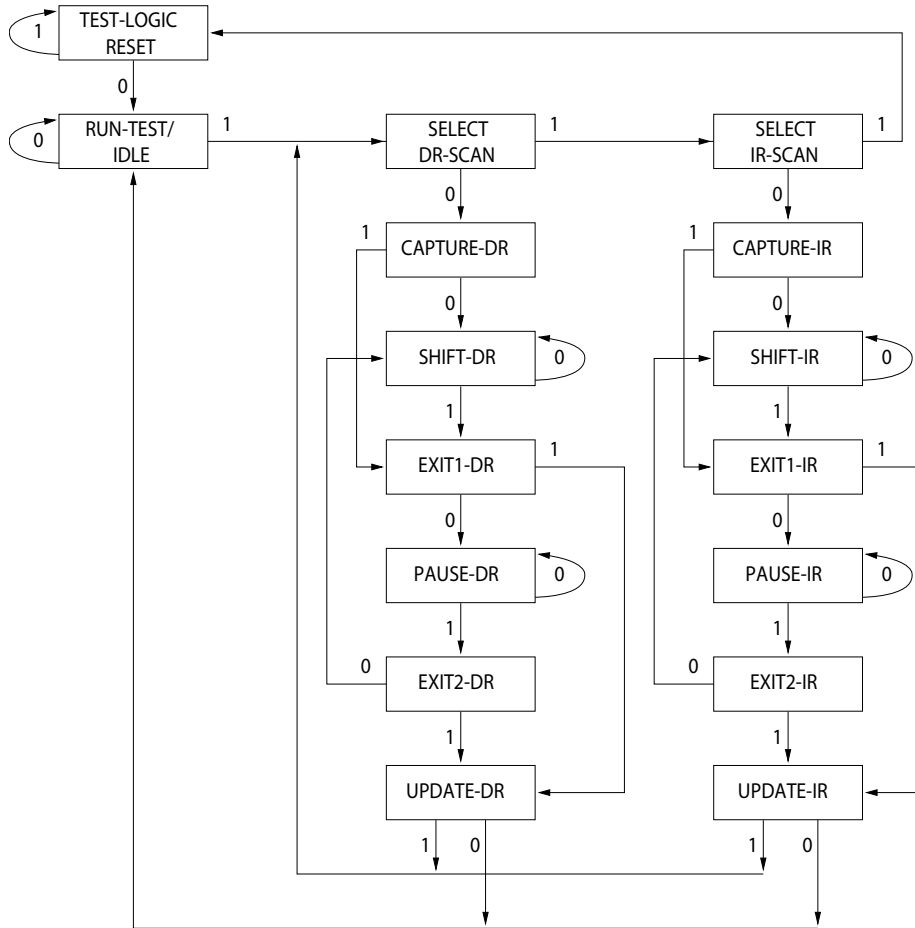 TEST-LOGIC
RESET
1
0
RUN-TEST/
IDLE
0
1
SELECT
DR-SCAN
1
SELECT
IR-SCAN
1
0
0
1
CAPTURE-DR
1
CAPTURE-IR
0
0
SHIFT-DR
0
SHIFT-IR
0
1
1
EXIT1-DR
1
EXIT1-IR
1
0
0
PAUSE-DR
0
PAUSE-IR
0
1
1
0
EXIT2-DR
0
EXIT2-IR
1
1
UPDATE-DR
UPDATE-IR
1
0
1
0